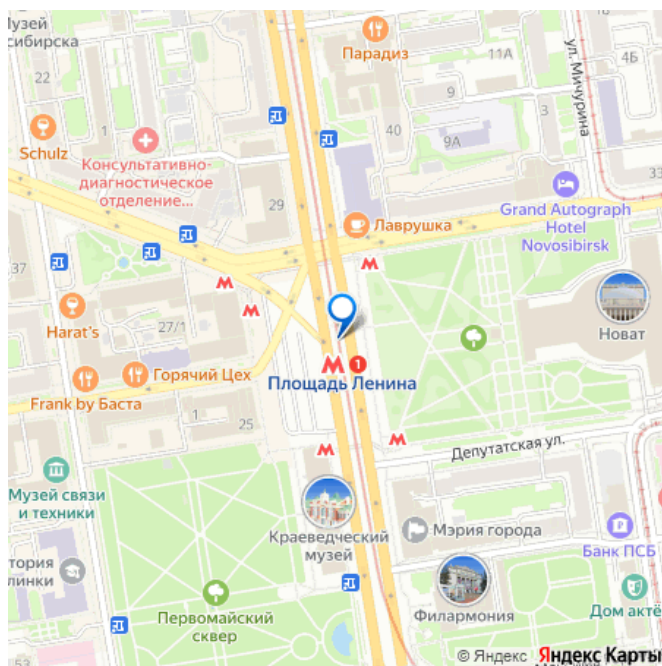 Музей
сибирска
Парадиз
11А
ул. Мичурина
4Б
22
9
3
40
9А
1
Schulz
Консультативно-
диагностическое
отделение...
33
29
Лаврушка
Grand Autograph
Hotel
Novosibirsk
37
М
М
М
Harat's
27/1
Новат
Горячий Цех
М
1
Площадь Ленина
Frank by Баста
1
25
М
М
Депутатская ул.
Музей связи
и техники
Краеведческий
музей
Мэрия города
Банк ПСБ
тория
линки
Первомайский
сквер
Филармония
Дом актё
53
© Яндекс Яндекс Карты